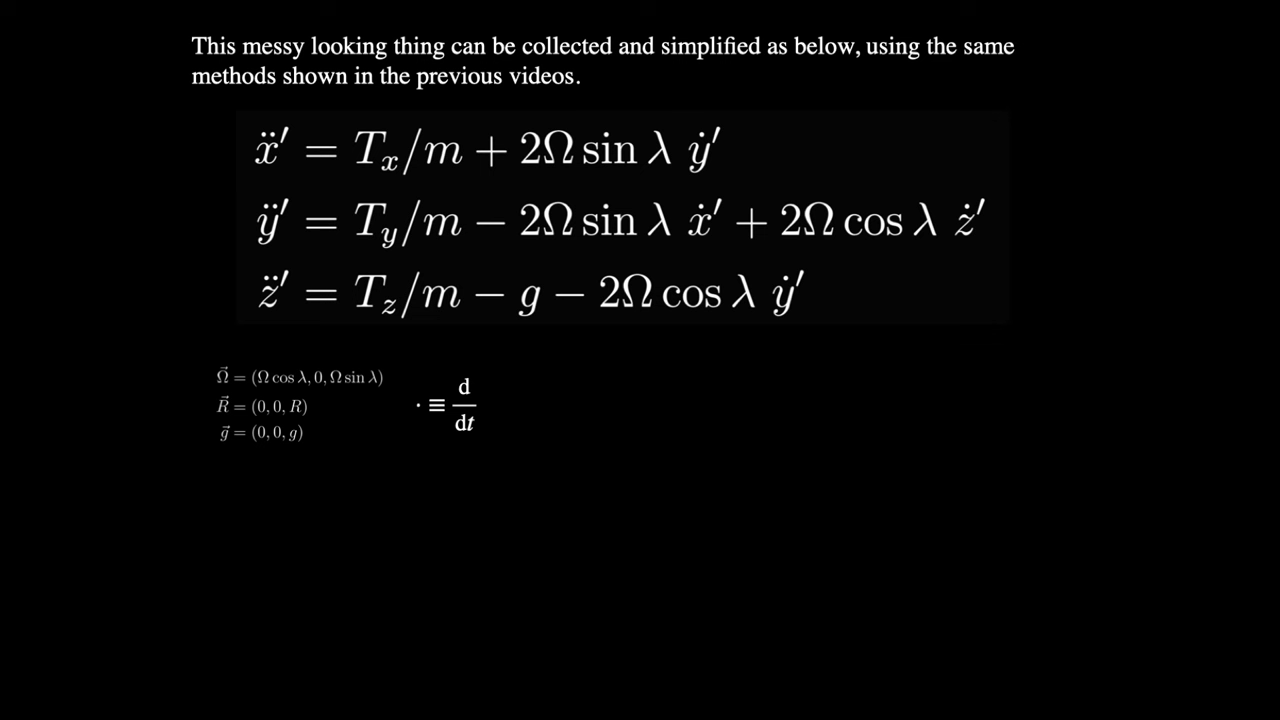 This messy looking thing can be collected and simplified as below, using the same
methods shown in the previous videos.
ẍ′ = Tₓ/m + 2Ω sin λ ẏ′
ÿ′ = T_y/m − 2Ω sin λ ẋ′ + 2Ω cos λ ż′
z̈′ = T_z/m − g − 2Ω cos λ ẏ′
Ω⃗ = (Ω cos λ, 0, Ω sin λ)
R⃗ = (0, 0, R)
g⃗ = (0, 0, g)
· ≡ d/dt